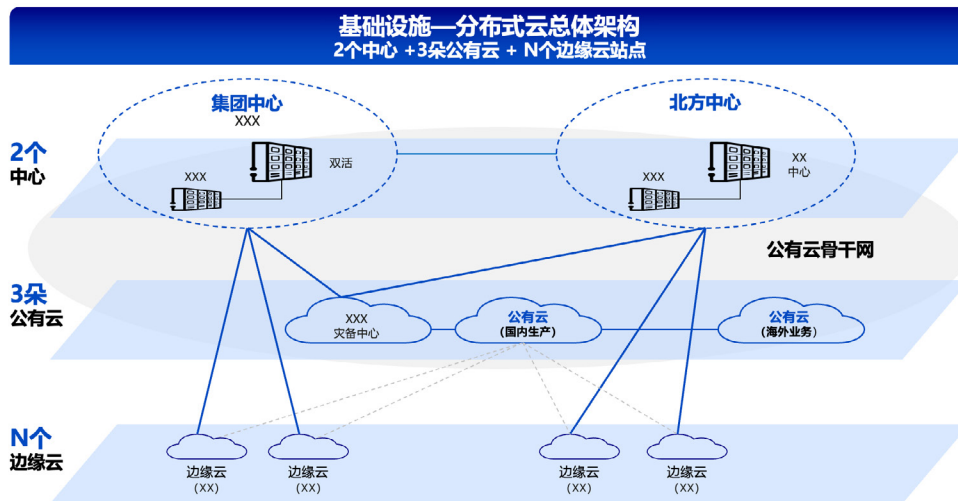 基础设施—分布式云总体架构
2个中心 +3朵公有云 + N个边缘云站点
集团中心
XXX
北方中心
2个
中心
双活
XXX
XX
中心
XXX
公有云骨干网
3朵
公有云
XXX
灾备中心
公有云
(国内生产)
公有云
(海外业务)
N个
边缘云
边缘云
(XX)
边缘云
(XX)
边缘云
(XX)
边缘云
(XX)